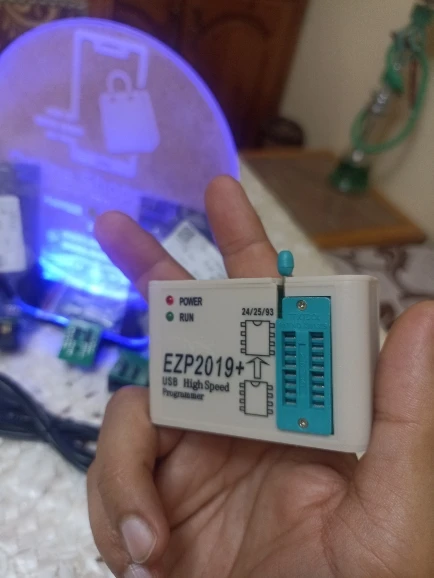 POWER
RUN
24/25/93
EZP2019+
USB High Speed
Programmer